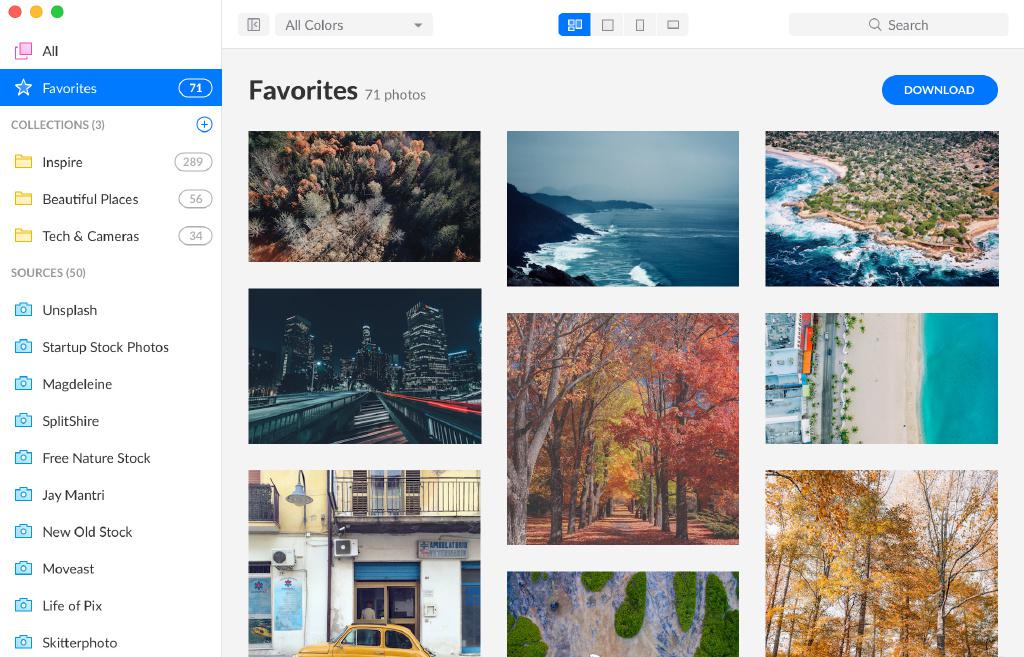 All Colors
Search
All
Favorites 71
COLLECTIONS (3)
Inspire 289
Beautiful Places 56
Tech & Cameras 34
SOURCES (50)
Unsplash
Startup Stock Photos
Magdeleine
SplitShire
Free Nature Stock
Jay Mantri
New Old Stock
Moveast
Life of Pix
Skitterphoto
Favorites 71 photos
DOWNLOAD
AMBULATORIO
VETERINARIO